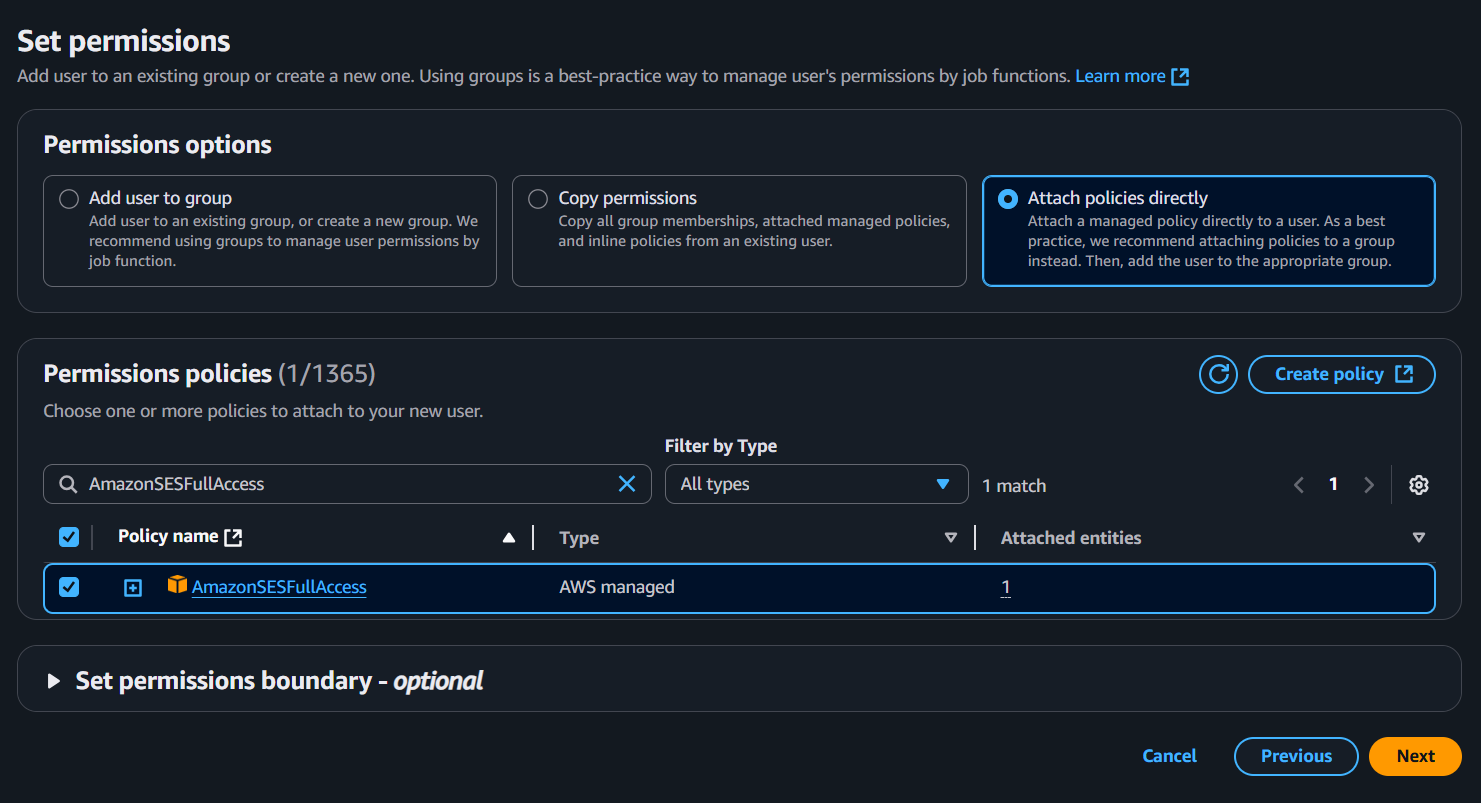 Set permissions
Add user to an existing group or create a new one. Using groups is a best-practice way to manage user's permissions by job functions. Learn more
Permissions options
Add user to group
Add user to an existing group, or create a new group. We
recommend using groups to manage user permissions by
job function.
Copy permissions
Copy all group memberships, attached managed policies,
and inline policies from an existing user.
Attach policies directly
Attach a managed policy directly to a user. As a best
practice, we recommend attaching policies to a group
instead. Then, add the user to the appropriate group.
Permissions policies (1/1365)
Create policy
Choose one or more policies to attach to your new user.
Filter by Type
AmazonSESFullAccess
All types
1 match
1
Policy name
Type
Attached entities
AmazonSESFullAccess
AWS managed
1
Set permissions boundary - optional
Cancel
Previous
Next